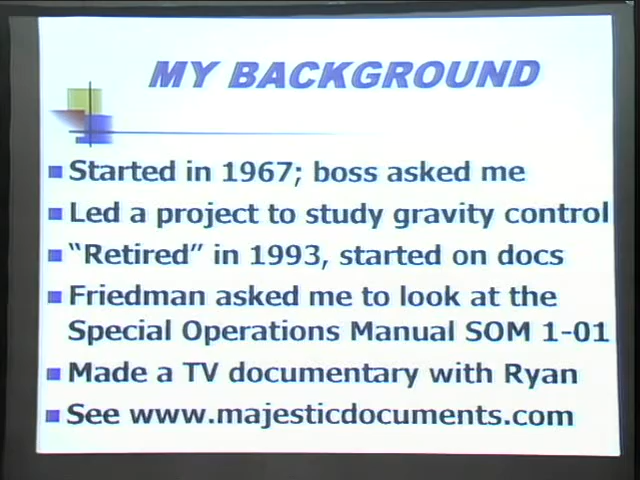 MY BACKGROUND
Started in 1967; boss asked me
Led a project to study gravity control
“Retired” in 1993, started on docs
Friedman asked me to look at the
Special Operations Manual SOM 1-01
Made a TV documentary with Ryan
See www.majesticdocuments.com